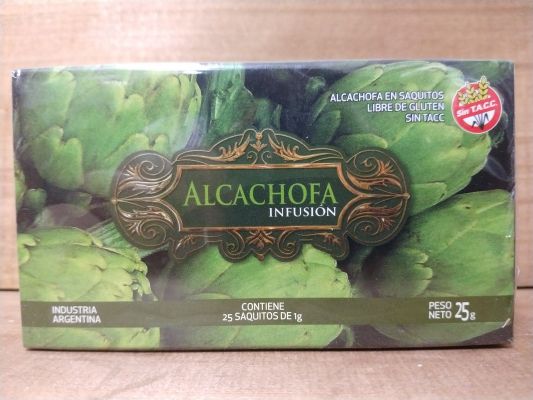 ALCACHOFA EN SAQUITOS
LIBRE DE GLUTEN
SIN TACC
Sin T.A.C.C.
ALCACHOFA
INFUSIÓN
INDUSTRIA
ARGENTINA
CONTIENE
25 SAQUITOS DE 1g
PESO
NETO 25g